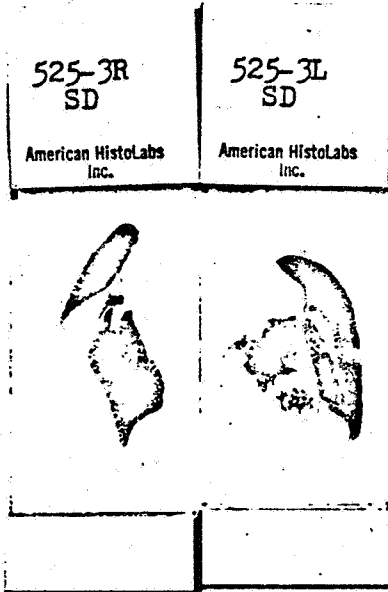 525-3R
SD
American HistoLabs
Inc.
525-3L
SD
American HistoLabs
Inc.